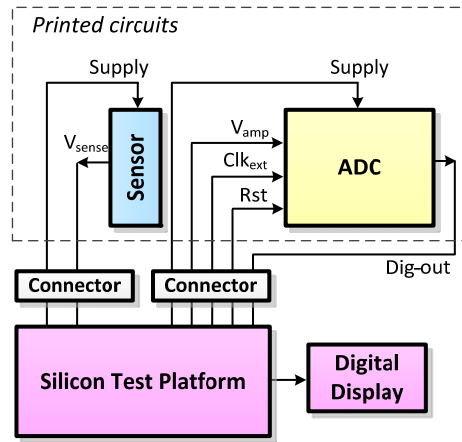 Printed circuits
Supply
Supply
V_sense
Sensor
V_amp
Clk_ext
Rst
ADC
Dig-out
Connector
Connector
Silicon Test Platform
Digital
Display